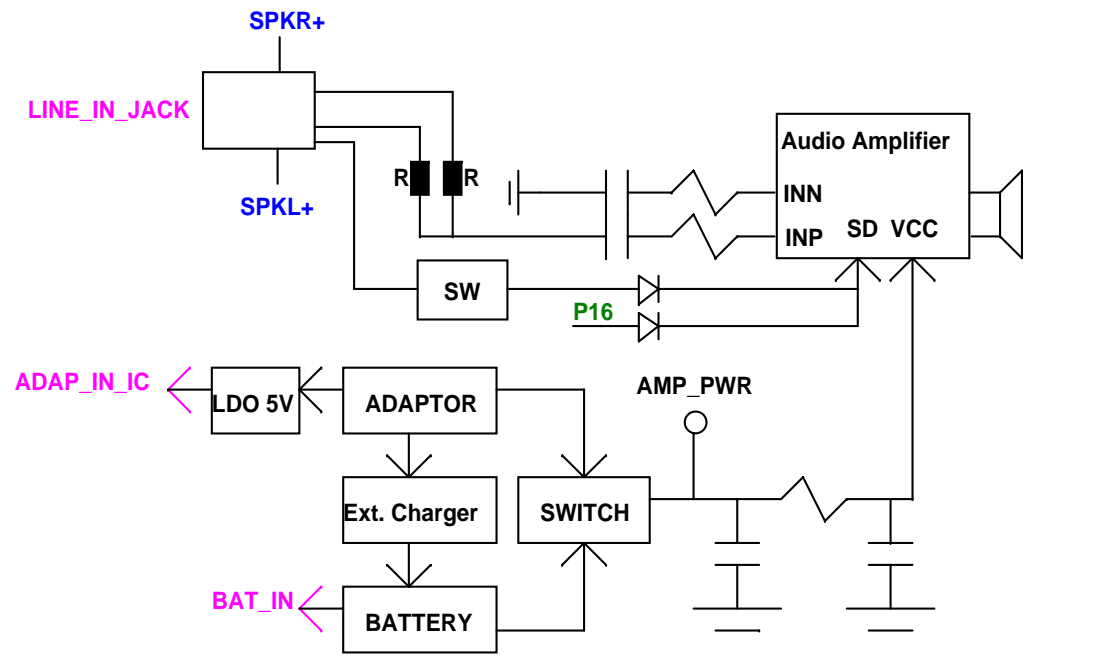 SPKR+
LINE_IN_JACK
SPKL+
R
R
Audio Amplifier
INN
INP
SD VCC
SW
P16
ADAP_IN_IC
LDO 5V
ADAPTOR
AMP_PWR
Ext. Charger
SWITCH
BAT_IN
BATTERY